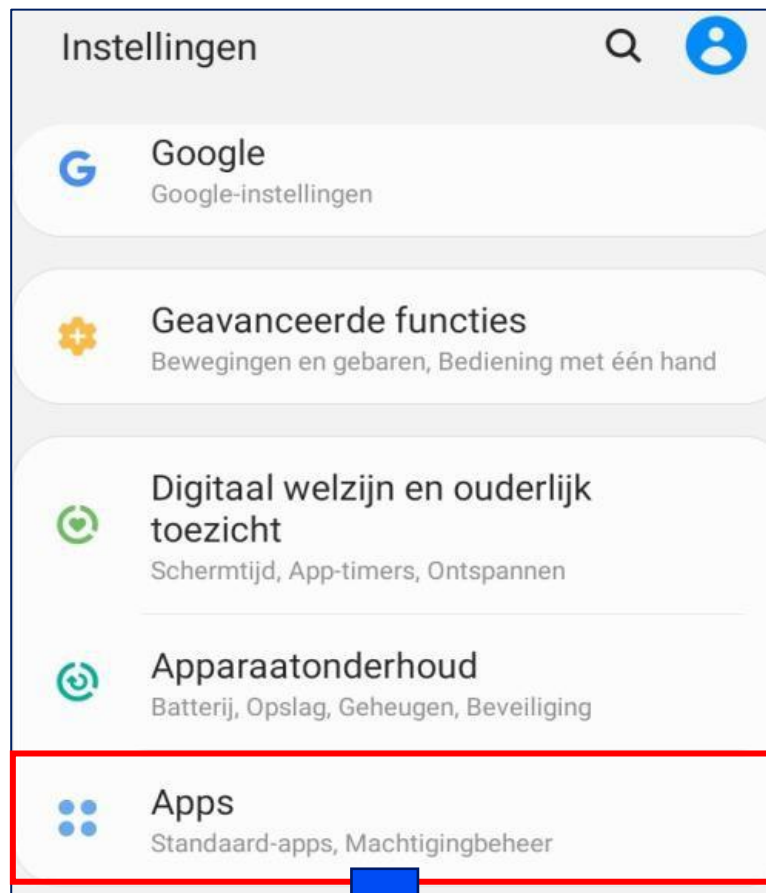 Instellingen
Google
Google-instellingen
Geavanceerde functies
Bewegingen en gebaren, Bediening met één hand
Digitaal welzijn en ouderlijk
toezicht
Schermtijd, App-timers, Ontspannen
Apparaatonderhoud
Batterij, Opslag, Geheugen, Beveiliging
Apps
Standaard-apps, Machtigingbeheer